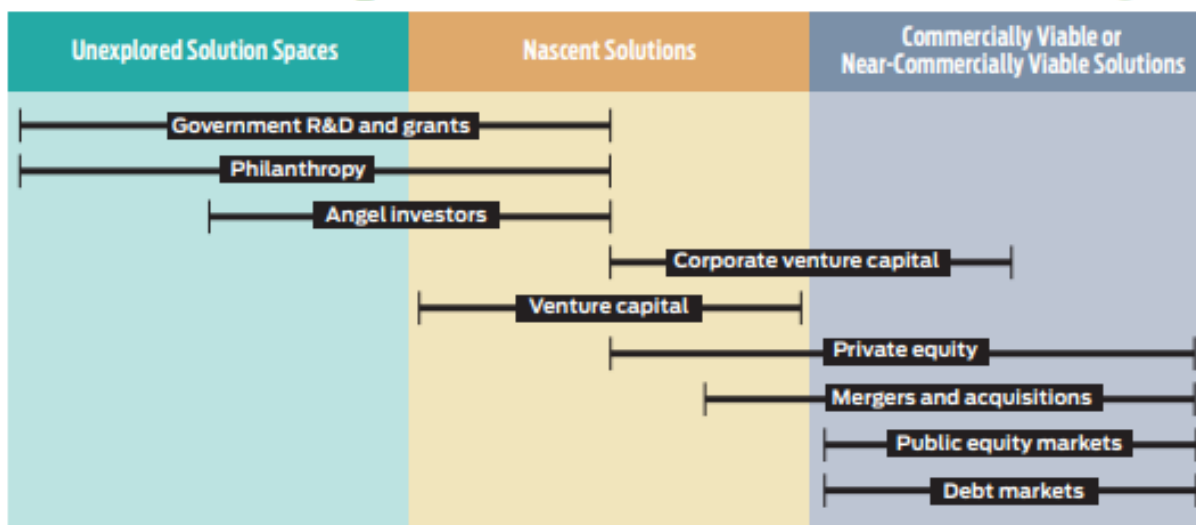 Unexplored Solution Spaces
Nascent Solutions
Commercially Viable or
Near-Commercially Viable Solutions
Government R&D and grants
Philanthropy
Angel investors
Corporate venture capital
Venture capital
Private equity
Mergers and acquisitions
Public equity markets
Debt markets